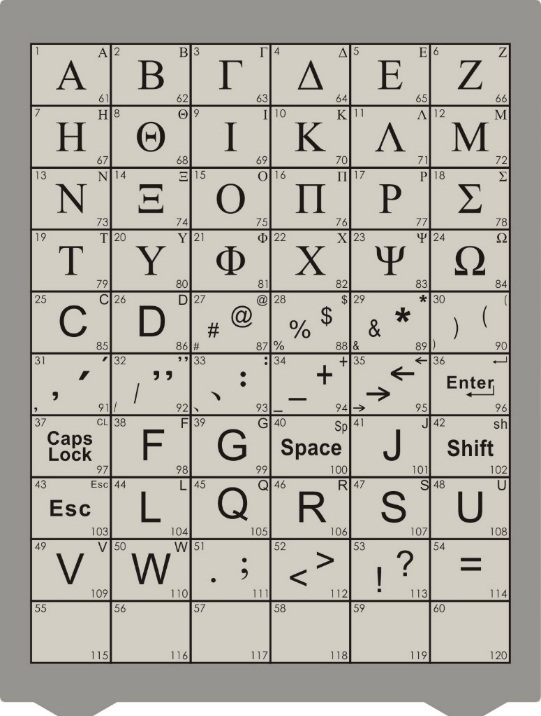 1 Α 2 Β 3 Γ 4 Δ 5 Ε 6 Ζ
Α Β Γ Δ Ε Ζ
61 62 63 64 65 66
7 Η 8 Θ 9 Ι 10 Κ 11 Λ 12 Μ
Η Θ Ι Κ Λ Μ
67 68 69 70 71 72
13 Ν 14 Ξ 15 Ο 16 Π 17 Ρ 18 Σ
Ν Ξ Ο Π Ρ Σ
73 74 75 76 77 78
19 Τ 20 Υ 21 Φ 22 Χ 23 Ψ 24 Ω
Τ Υ Φ Χ Ψ Ω
79 80 81 82 83 84
25 C 26 D 27 @ 28 $ 29 * 30 (
C D # @ % $ & * ) (
85 86 # 87 % 88 & 89 ) 90
31 ′ 32 ” 33 : 34 + 35 ← 36 ↵
, ′ / ” 、 : _ + → ← Enter ↵
, 91 / 92 、 93 _ 94 → 95 96
37 CL 38 F 39 G 40 Sp 41 J 42 sh
Caps
Lock F G Space J Shift
97 98 99 100 101 102
43 Esc 44 L 45 Q 46 R 47 S 48 U
Esc L Q R S U
103 104 105 106 107 108
49 V 50 W 51 52 53 54
V W . ; < > ! ? =
109 110 111 112 113 114
55 56 57 58 59 60
115 116 117 118 119 120